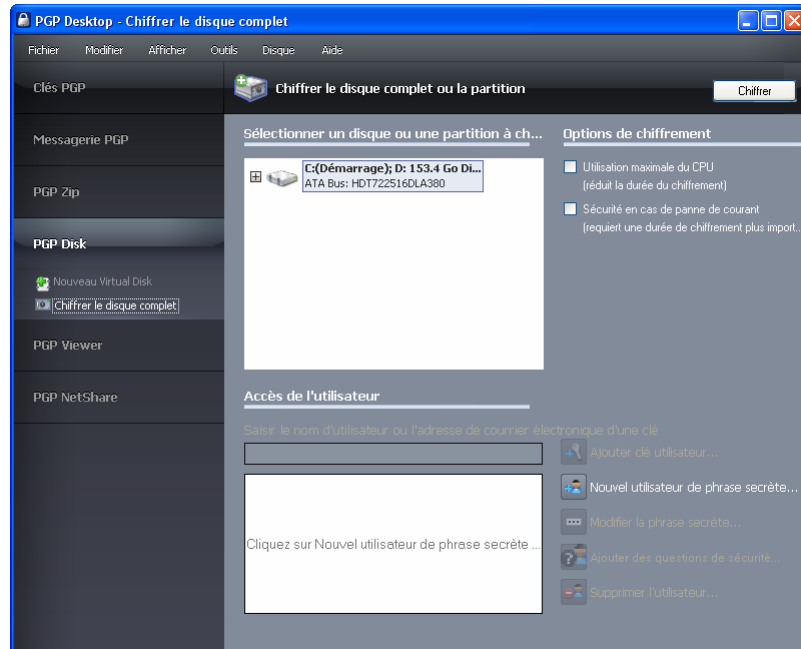 PGP Desktop - Chiffrer le disque complet
Fichier Modifier Afficher Outils Disque Aide
Clés PGP
Chiffrer le disque complet ou la partition
Chiffrer
Messagerie PGP
PGP Zip
PGP Disk
Nouveau Virtual Disk
Chiffrer le disque complet
PGP Viewer
PGP NetShare
Sélectionner un disque ou une partition à ch...
C:(Démarrage); D: 153.4 Go Di...
ATA Bus: HDT722516DLA380
Options de chiffrement
Utilisation maximale du CPU
(réduit la durée du chiffrement)
Sécurité en cas de panne de courant
(requiert une durée de chiffrement plus import...
Accès de l'utilisateur
Saisir le nom d'utilisateur ou l'adresse de courrier électronique d'une clé
Cliquez sur Nouvel utilisateur de phrase secrète ...
Ajouter clé utilisateur...
Nouvel utilisateur de phrase secrète...
Modifier la phrase secrète...
Ajouter des questions de sécurité...
Supprimer l'utilisateur...